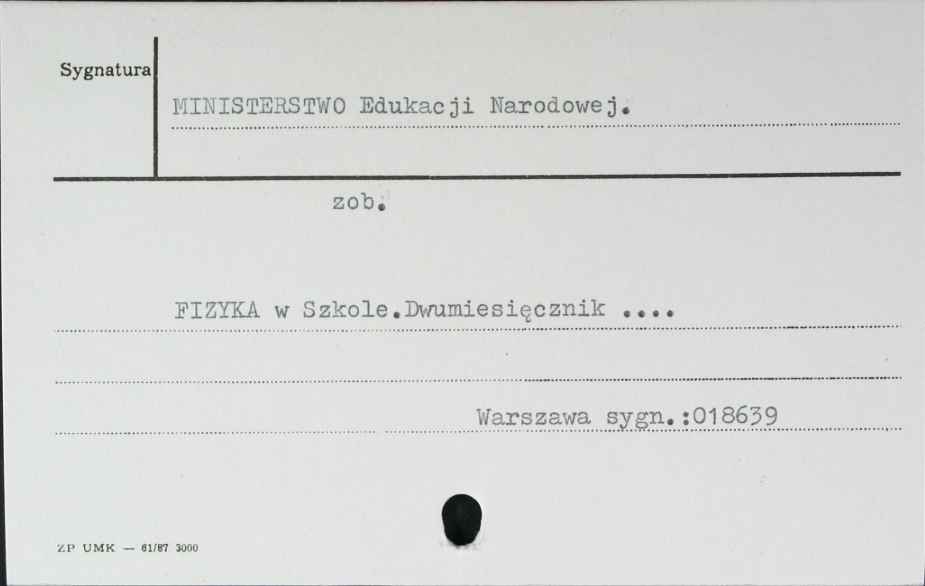 Sygnatura
MINISTERSTWO Edukacji Narodowej.
zob.
FIZYKA w Szkole.Dwumiesięcznik ....
Warszawa sygn.:018639
ZP UMK — 61/87 3000